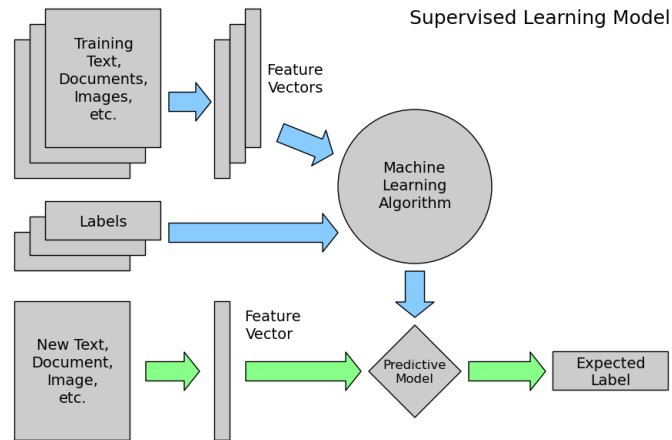 Supervised Learning Model
Training
Text,
Documents,
Images,
etc.
Feature
Vectors
Machine
Learning
Algorithm
Labels
New Text,
Document,
Image,
etc.
Feature
Vector
Predictive
Model
Expected
Label